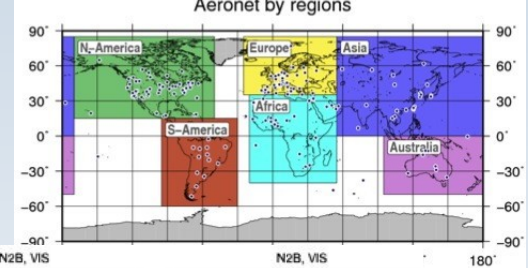 Aeronet by regions
90° 90°
N-America Europe Asia
60° 60°
30° Africa 30°
S-America
0° 0°
Australia
−30° −30°
−60° −60°
−90° −90°
N2B, VIS N2B, VIS 180°